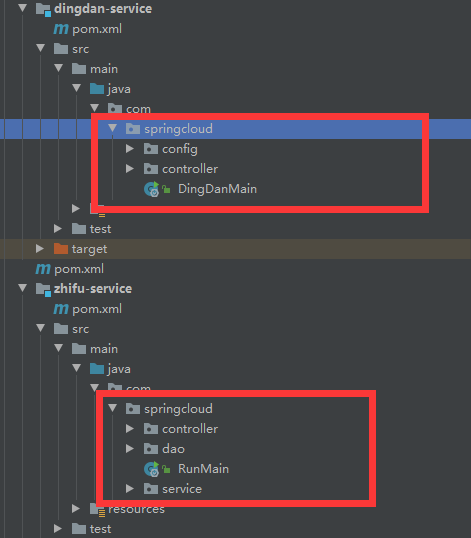 dingdan-service
pom.xml
src
main
java
com
springcloud
config
controller
DingDanMain
test
target
pom.xml
zhifu-service
pom.xml
src
main
java
com
springcloud
controller
dao
RunMain
service
resources
test